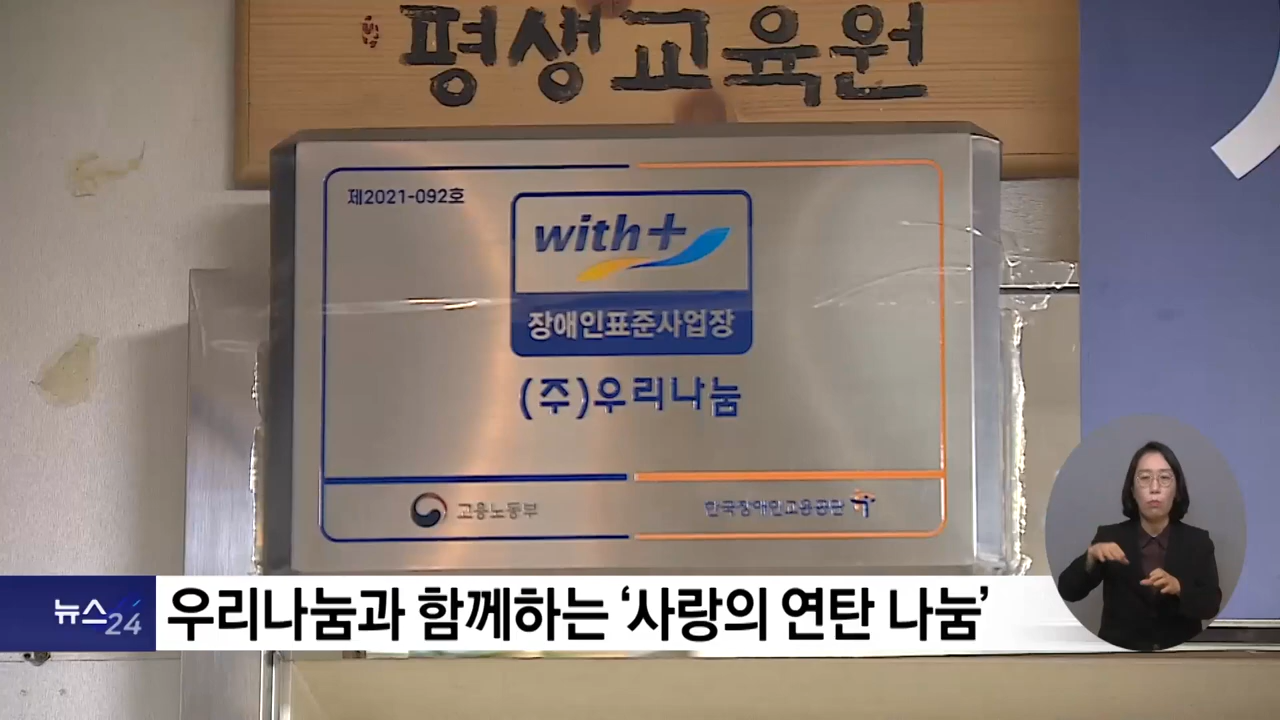 평생교육원
제2021-092호
with+
장애인표준사업장
(주)우리나눔
고용노동부
한국장애인고용공단
뉴스24
우리나눔과 함께하는 ‘사랑의 연탄 나눔’